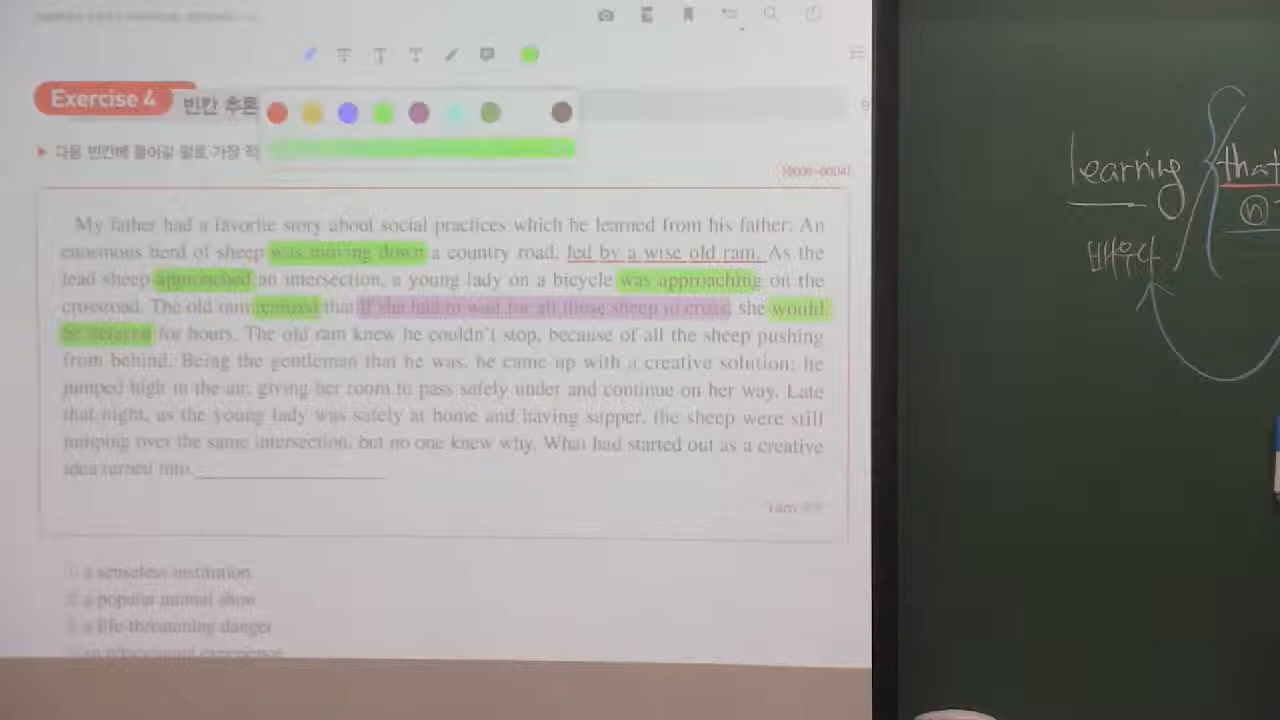 Exercise 4 빈칸 추론
9
▶ 다음 빈칸에 들어갈 말로 가장 적
My father had a favorite story about social practices which he learned from his father: An
enormous herd of sheep was moving down a country road, led by a wise old ram. As the
lead sheep approached an intersection, a young lady on a bicycle was approaching on the
crossroad. The old ram realized that if she had to wait for all those sheep to cross, she would
be delayed for hours. The old ram knew he couldn't stop, because of all the sheep pushing
from behind. Being the gentleman that he was, he came up with a creative solution; he
jumped high in the air, giving her room to pass safely under and continue on her way. Late
that night, as the young lady was safely at home and having supper, the sheep were still
jumping over the same intersection, but no one knew why. What had started out as a creative
idea turned into
① a senseless institution
② a popular animal show
③ a life-threatening danger
④ an educational experience
learning that
배우다 ⓝ